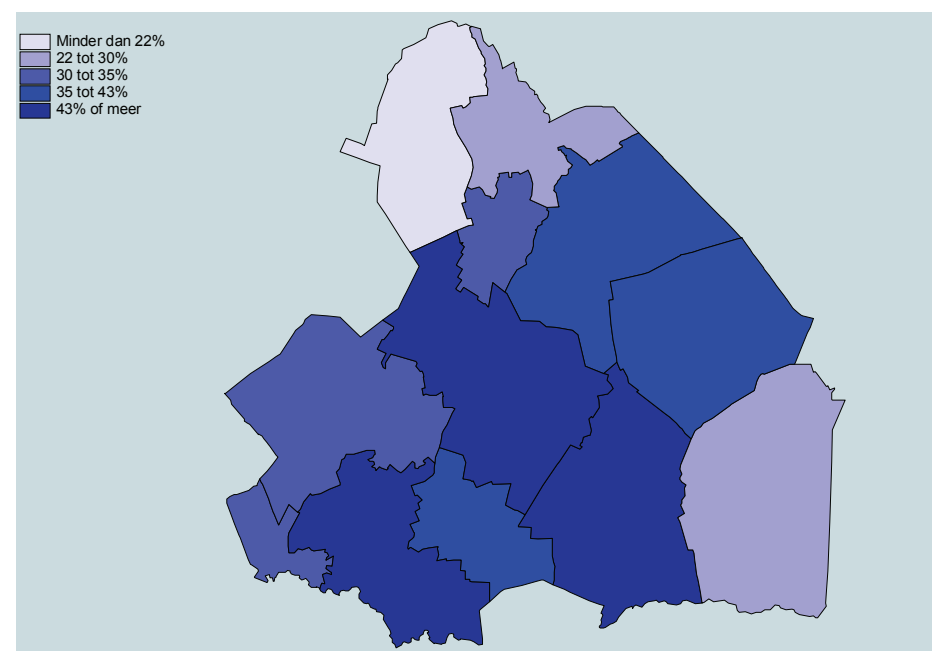 Minder dan 22%
22 tot 30%
30 tot 35%
35 tot 43%
43% of meer